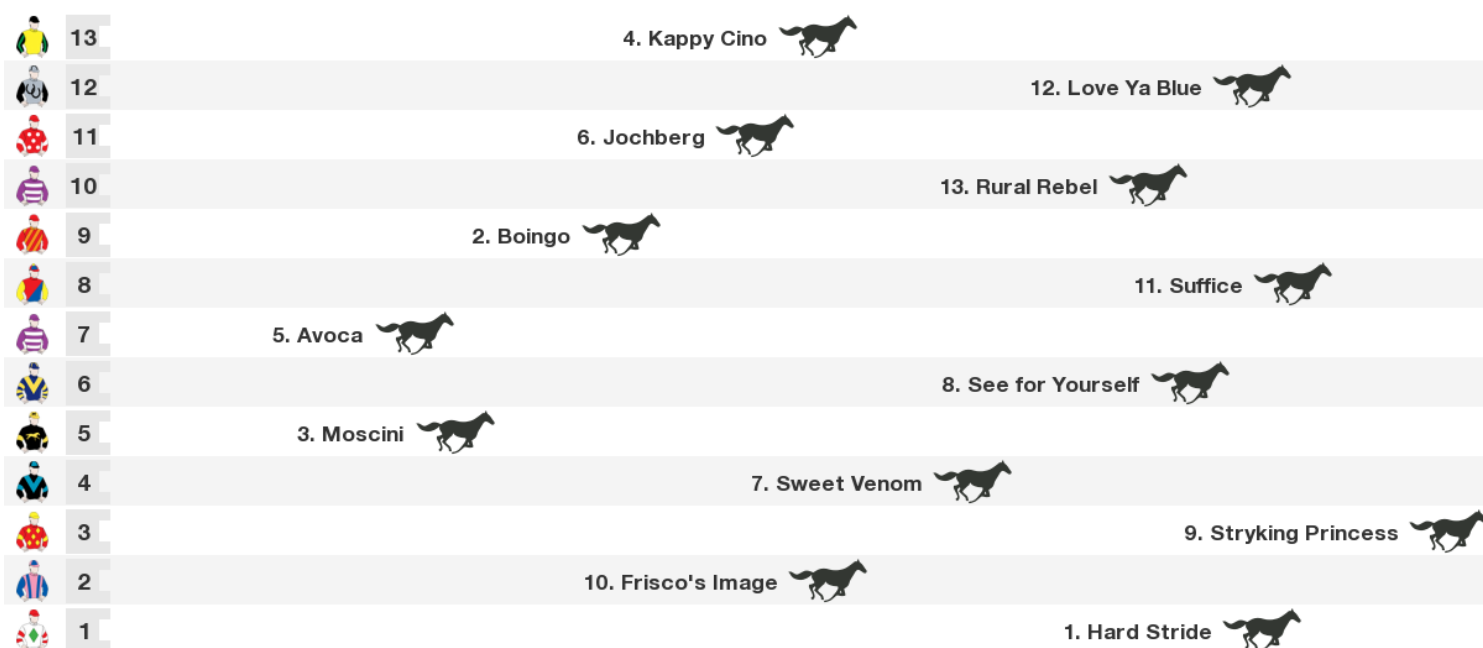 13 4. Kappy Cino
12 12. Love Ya Blue
11 6. Jochberg
10 13. Rural Rebel
9 2. Boingo
8 11. Suffice
7 5. Avoca
6 8. See for Yourself
5 3. Moscini
4 7. Sweet Venom
3 9. Stryking Princess
2 10. Frisco's Image
1 1. Hard Stride